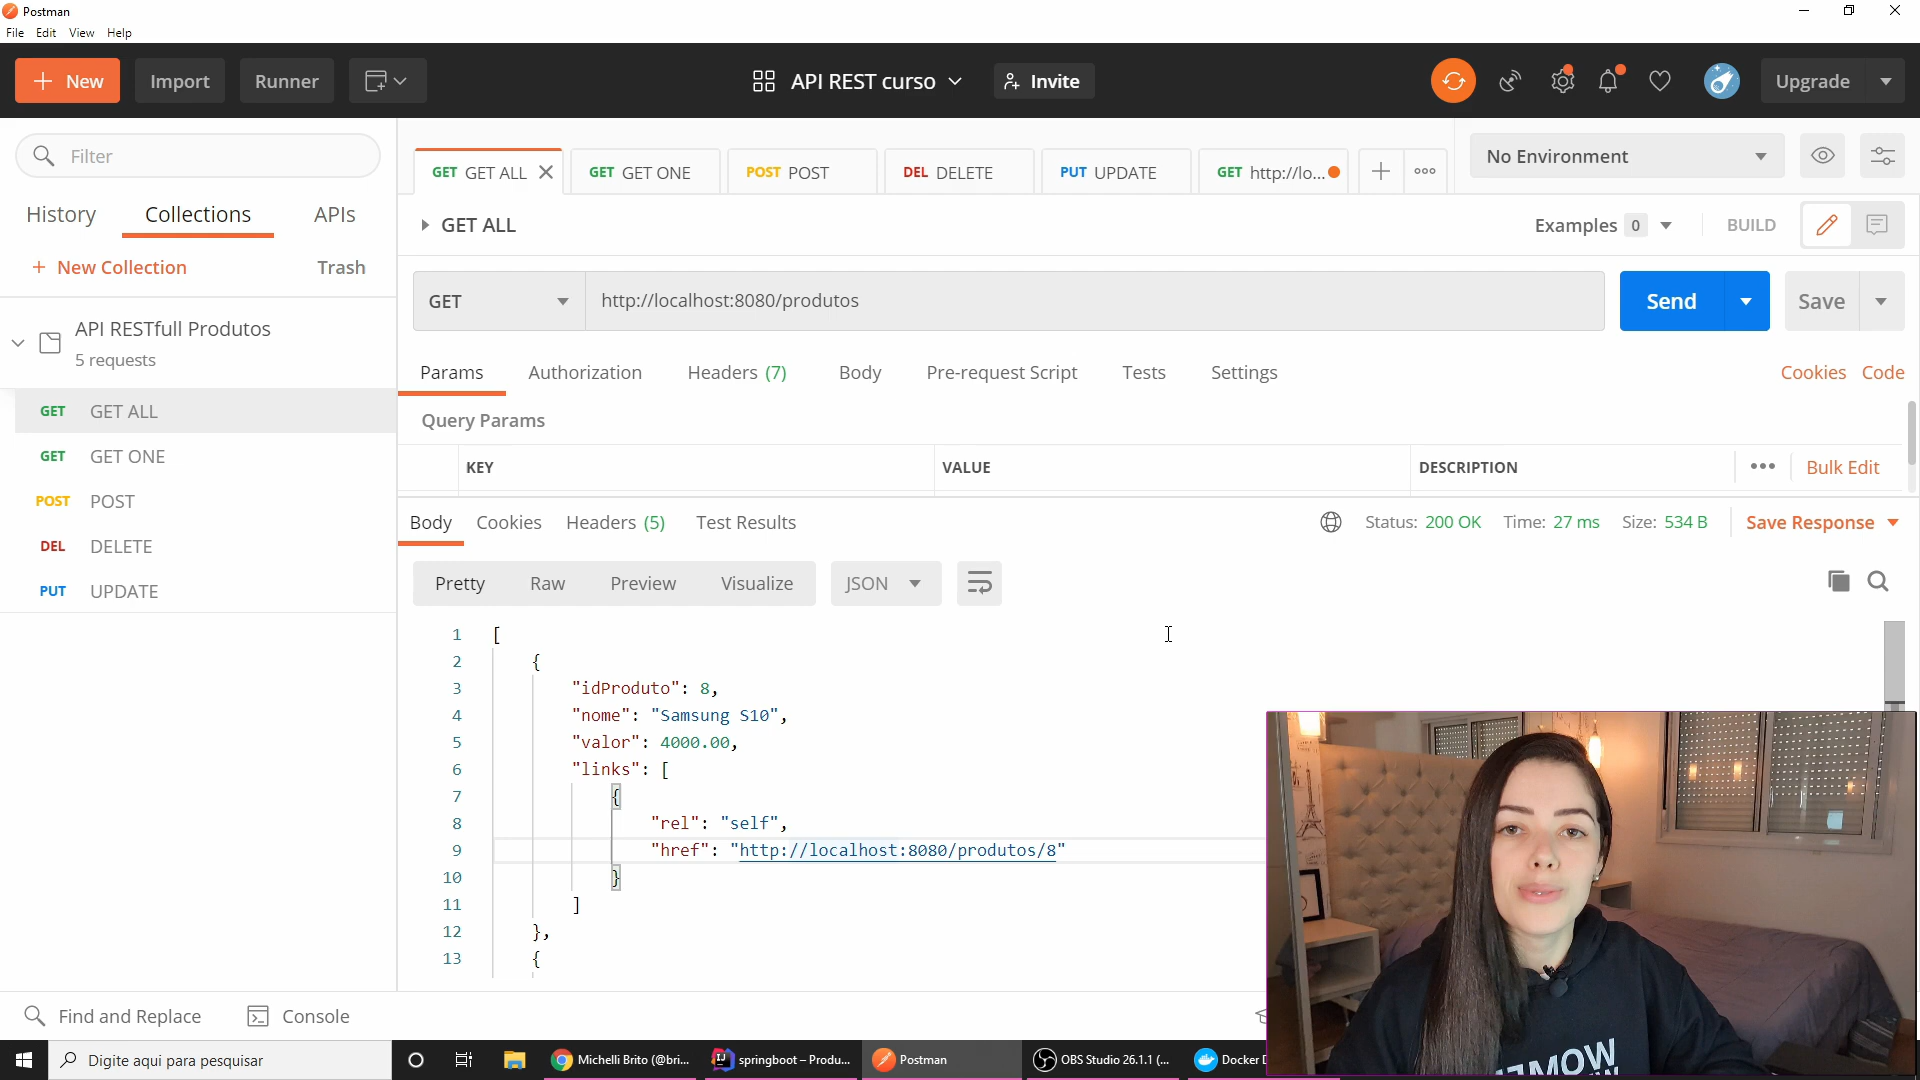 Postman
File Edit View Help
New Import Runner API REST curso Invite Upgrade
Filter
History Collections APIs
New Collection Trash
API RESTfull Produtos
5 requests
GET GET ALL
GET GET ONE
POST POST
DEL DELETE
PUT UPDATE
GET GET ALL GET GET ONE POST POST DEL DELETE PUT UPDATE GET http://lo...
No Environment
GET ALL
Examples 0 BUILD
GET http://localhost:8080/produtos Send Save
Params Authorization Headers (7) Body Pre-request Script Tests Settings Cookies Code
Query Params
KEY VALUE DESCRIPTION Bulk Edit
Body Cookies Headers (5) Test Results Status: 200 OK Time: 27 ms Size: 534 B Save Response
Pretty Raw Preview Visualize JSON
1 [
2 {
3 "idProduto": 8,
4 "nome": "Samsung S10",
5 "valor": 4000.00,
6 "links": [
7 {
8 "rel": "self",
9 "href": "http://localhost:8080/produtos/8"
10 }
11 ]
12 },
13 {
Find and Replace Console
Digite aqui para pesquisar Michelli Brito (@bri... springboot – Produ... Postman OBS Studio 26.1.1 (... Docker